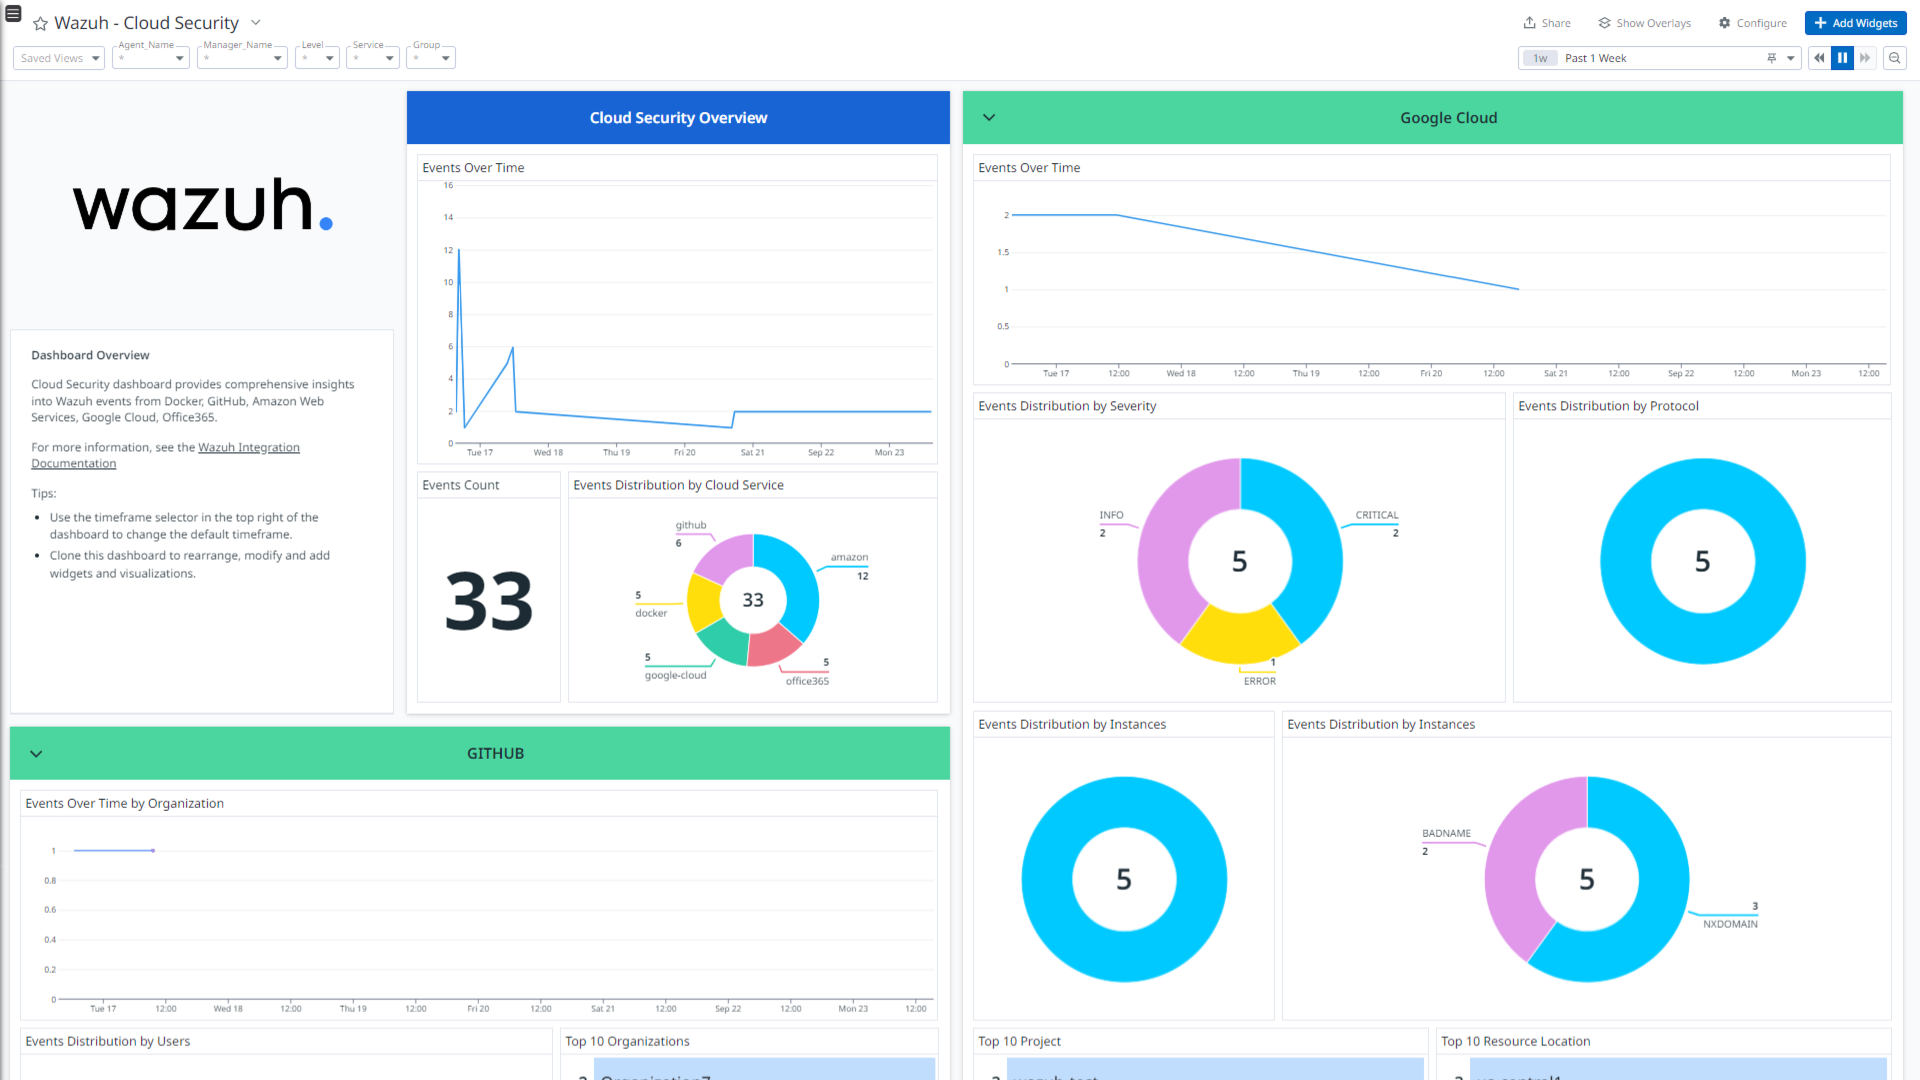 Wazuh - Cloud Security
Share
Show Overlays
Configure
Add Widgets
Saved Views
Agent_Name
*
Manager_Name
*
Level
*
Service
*
Group
*
1w
Past 1 Week
wazuh.
Dashboard Overview
Cloud Security dashboard provides comprehensive insights
into Wazuh events from Docker, GitHub, Amazon Web
Services, Google Cloud, Office365.
For more information, see the Wazuh Integration
Documentation
Tips:
• Use the timeframe selector in the top right of the
dashboard to change the default timeframe.
• Clone this dashboard to rearrange, modify and add
widgets and visualizations.
Cloud Security Overview
Events Over Time
16
14
12
10
8
6
4
2
0
Tue 17 Wed 18 Thu 19 Fri 20 Sat 21 Sep 22 Mon 23
Events Count
33
Events Distribution by Cloud Service
github
6
amazon
12
5
docker
33
5
google-cloud
5
office365
Google Cloud
Events Over Time
2
1.5
1
0.5
0
Tue 17 12:00 Wed 18 12:00 Thu 19 12:00 Fri 20 12:00 Sat 21 12:00 Sep 22 12:00 Mon 23 12:00
Events Distribution by Severity
INFO
2
CRITICAL
2
5
1
ERROR
Events Distribution by Protocol
5
Events Distribution by Instances
5
Events Distribution by Instances
BADNAME
2
5
3
NXDOMAIN
GITHUB
Events Over Time by Organization
1
0.8
0.6
0.4
0.2
0
Tue 17 12:00 Wed 18 12:00 Thu 19 12:00 Fri 20 12:00 Sat 21 12:00 Sep 22 12:00 Mon 23 12:00
Events Distribution by Users
Top 10 Organizations
Organization7
Top 10 Project
wazuh-test
Top 10 Resource Location